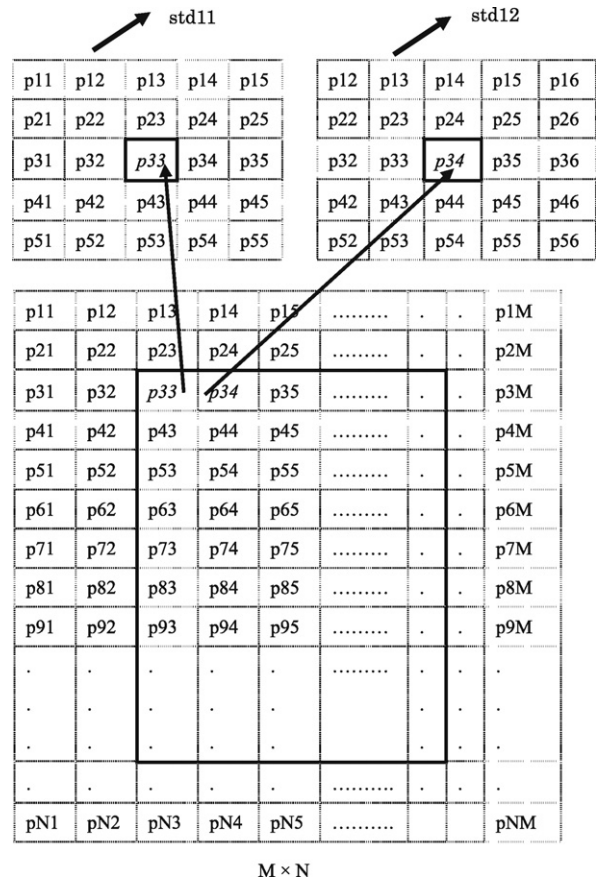 std11 std12
p11 p12 p13 p14 p15 p12 p13 p14 p15 p16
p21 p22 p23 p24 p25 p22 p23 p24 p25 p26
p31 p32 p33 p34 p35 p32 p33 p34 p35 p36
p41 p42 p43 p44 p45 p42 p43 p44 p45 p46
p51 p52 p53 p54 p55 p52 p53 p54 p55 p56
p11 p12 p13 p14 p15 ......... . . p1M
p21 p22 p23 p24 p25 ......... . . p2M
p31 p32 p33 p34 p35 ......... . . p3M
p41 p42 p43 p44 p45 ......... . . p4M
p51 p52 p53 p54 p55 ......... . . p5M
p61 p62 p63 p64 p65 ......... . . p6M
p71 p72 p73 p74 p75 ......... . . p7M
p81 p82 p83 p84 p85 ......... . . p8M
p91 p92 p93 p94 p95 ......... . . p9M
. . . . . ......... . . .
. . . . . . . .
. . . . . . . .
. . . . . .......... . . .
pN1 pN2 pN3 pN4 pN5 .......... . . pNM
M × N